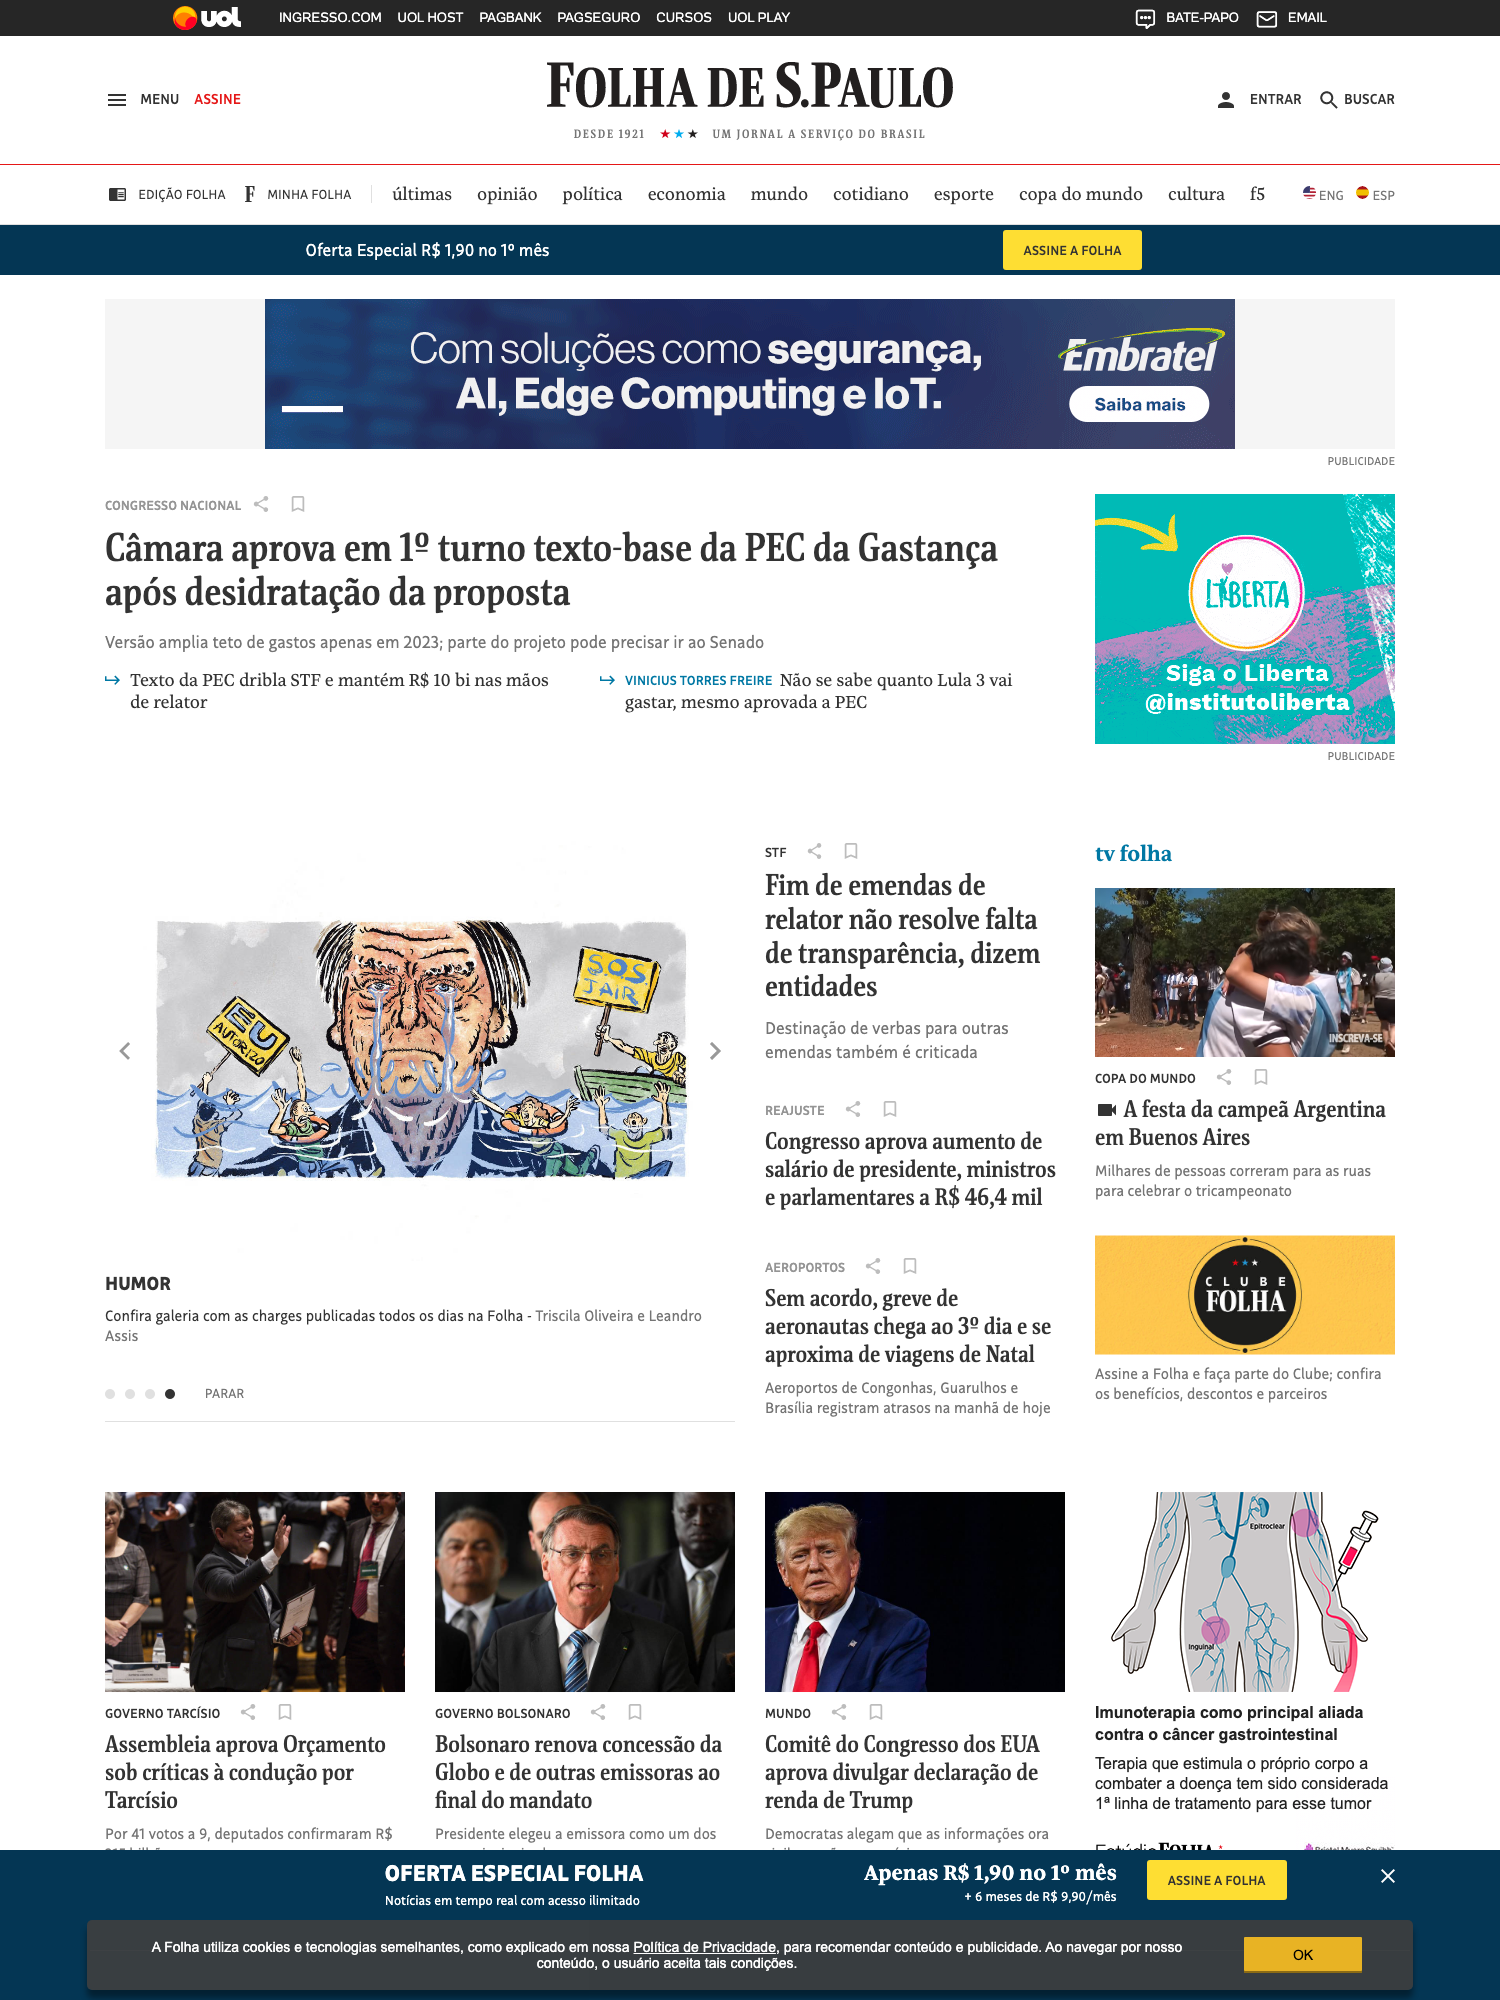 uol INGRESSO.COM UOL HOST PAGBANK PAGSEGURO CURSOS UOL PLAY BATE-PAPO EMAIL
MENU ASSINE FOLHA DE S.PAULO ENTRAR BUSCAR
DESDE 1921 ★★★ UM JORNAL A SERVIÇO DO BRASIL
EDIÇÃO FOLHA F MINHA FOLHA últimas opinião política economia mundo cotidiano esporte copa do mundo cultura f5 ENG ESP
Oferta Especial R$ 1,90 no 1º mês ASSINE A FOLHA
Com soluções como segurança,
AI, Edge Computing e IoT.
Embratel
Saiba mais
PUBLICIDADE
CONGRESSO NACIONAL
Câmara aprova em 1º turno texto-base da PEC da Gastança
após desidratação da proposta
Versão amplia teto de gastos apenas em 2023; parte do projeto pode precisar ir ao Senado
Texto da PEC dribla STF e mantém R$ 10 bi nas mãos
de relator
VINICIUS TORRES FREIRE Não se sabe quanto Lula 3 vai
gastar, mesmo aprovada a PEC
LIBERTA
Siga o Liberta
@institutoliberta
PUBLICIDADE
EU
AUTORIZO
S.O.S.
JAIR
HUMOR
Confira galeria com as charges publicadas todos os dias na Folha - Triscila Oliveira e Leandro
Assis
PARAR
STF
Fim de emendas de
relator não resolve falta
de transparência, dizem
entidades
Destinação de verbas para outras
emendas também é criticada
REAJUSTE
Congresso aprova aumento de
salário de presidente, ministros
e parlamentares a R$ 46,4 mil
AEROPORTOS
Sem acordo, greve de
aeronautas chega ao 3º dia e se
aproxima de viagens de Natal
Aeroportos de Congonhas, Guarulhos e
Brasília registram atrasos na manhã de hoje
tv folha
INSCREVA-SE
COPA DO MUNDO
A festa da campeã Argentina
em Buenos Aires
Milhares de pessoas correram para as ruas
para celebrar o tricampeonato
CLUBE
FOLHA
Assine a Folha e faça parte do Clube; confira
os benefícios, descontos e parceiros
GOVERNO TARCÍSIO
Assembleia aprova Orçamento
sob críticas à condução por
Tarcísio
Por 41 votos a 9, deputados confirmaram R$
GOVERNO BOLSONARO
Bolsonaro renova concessão da
Globo e de outras emissoras ao
final do mandato
Presidente elegeu a emissora como um dos
MUNDO
Comitê do Congresso dos EUA
aprova divulgar declaração de
renda de Trump
Democratas alegam que as informações ora
Epitroclear
Inguinal
Imunoterapia como principal aliada
contra o câncer gastrointestinal
Terapia que estimula o próprio corpo a
combater a doença tem sido considerada
1ª linha de tratamento para esse tumor
Estúdio FOLHA
OFERTA ESPECIAL FOLHA
Notícias em tempo real com acesso ilimitado
Apenas R$ 1,90 no 1º mês
+ 6 meses de R$ 9,90/mês
ASSINE A FOLHA
A Folha utiliza cookies e tecnologias semelhantes, como explicado em nossa Política de Privacidade, para recomendar conteúdo e publicidade. Ao navegar por nosso
conteúdo, o usuário aceita tais condições.
OK